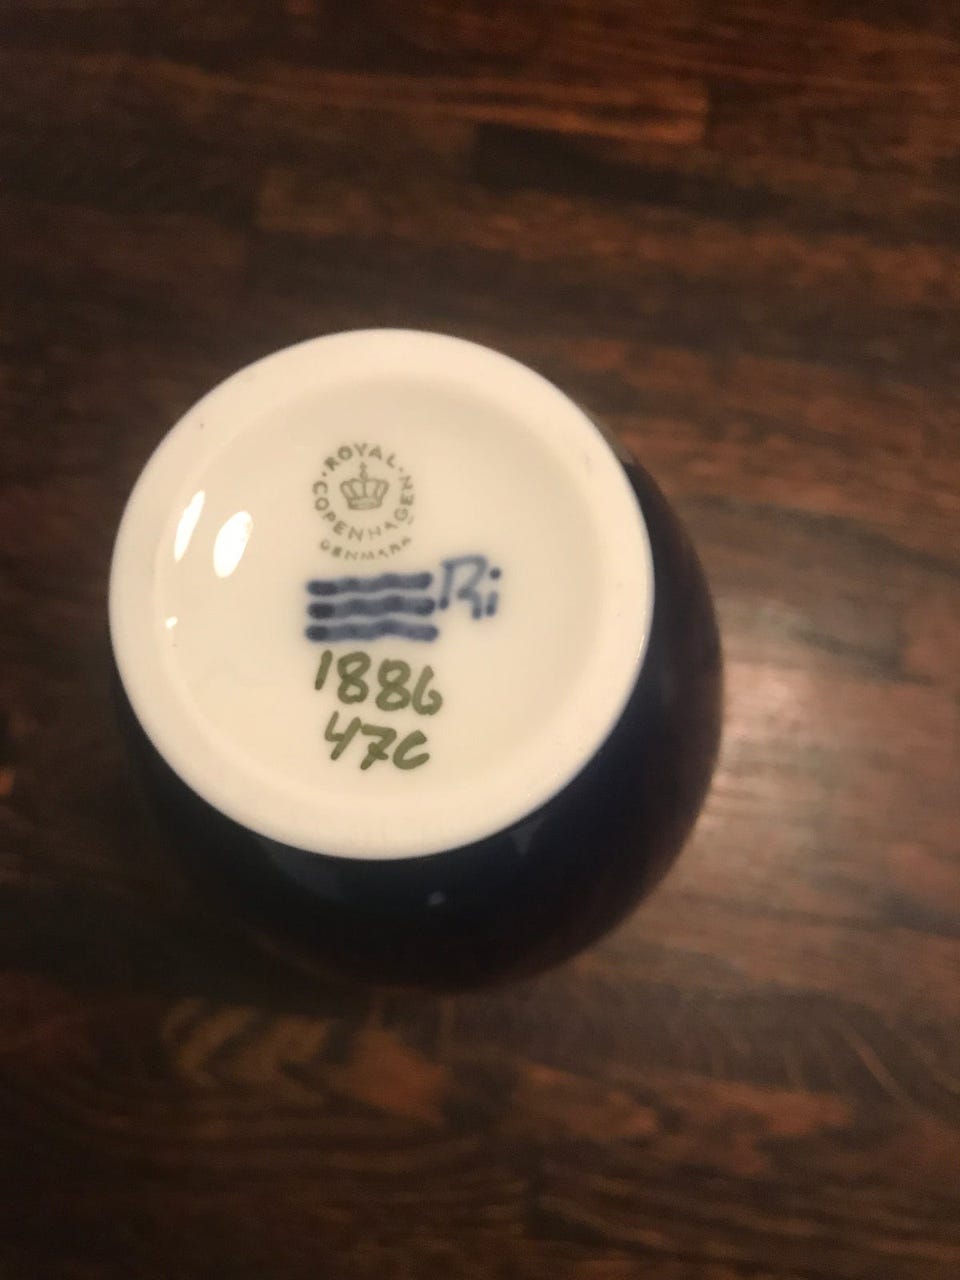 ROYAL
COPENHAGEN
DENMARK
Ri
1886
47C